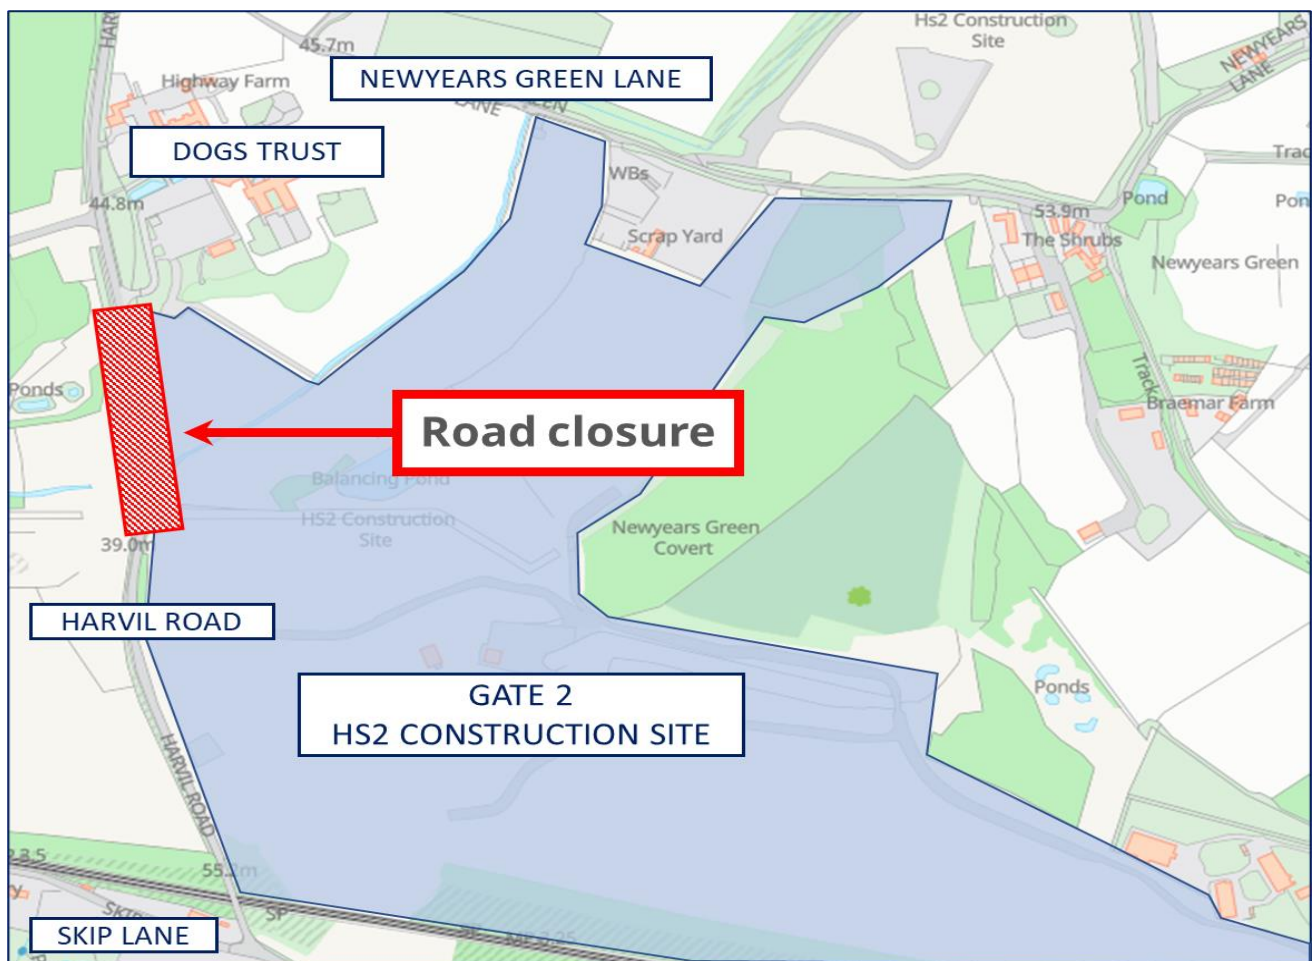 HAR
45.7m
Hs2 Construction
Site
NEWYEARS
LANE
Highway Farm
NEWYEARS GREEN LANE
LANE
DOGS TRUST
WBs
Scrap Yard
44.8m
Pond
53.9m
The Shrubs
Newyears Green
Ponds
Track
Braemar Farm
Road closure
Balancing Pond
HS2 Construction
Site
Newyears Green
Covert
39.0m
HARVIL ROAD
GATE 2
HS2 CONSTRUCTION SITE
Ponds
HARVIL ROAD
SP
SKIP LANE